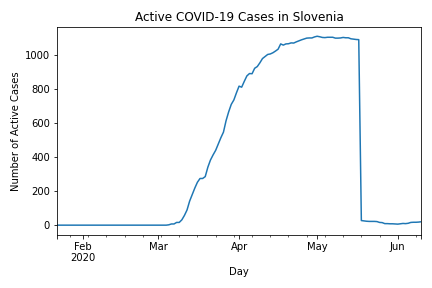 Active COVID-19 Cases in Slovenia
Number of Active Cases
1000
800
600
400
200
0
Feb
2020
Mar
Apr
May
Jun
Day